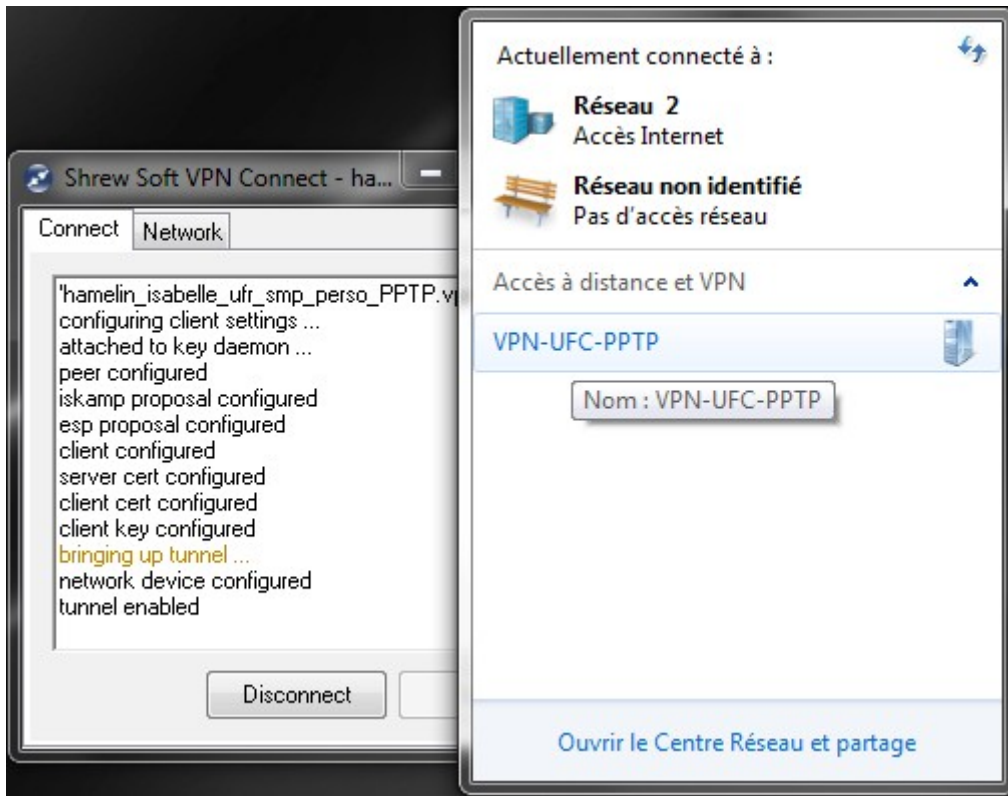 Shrew Soft VPN Connect - ha...
Connect
Network
'hamelin_isabelle_ufr_smp_perso_PPTP.v
configuring client settings ...
attached to key daemon ...
peer configured
iskamp proposal configured
esp proposal configured
client configured
server cert configured
client cert configured
client key configured
bringing up tunnel ...
network device configured
tunnel enabled
Disconnect
Actuellement connecté à :
Réseau 2
Accès Internet
Réseau non identifié
Pas d'accès réseau
Accès à distance et VPN
VPN-UFC-PPTP
Nom : VPN-UFC-PPTP
Ouvrir le Centre Réseau et partage